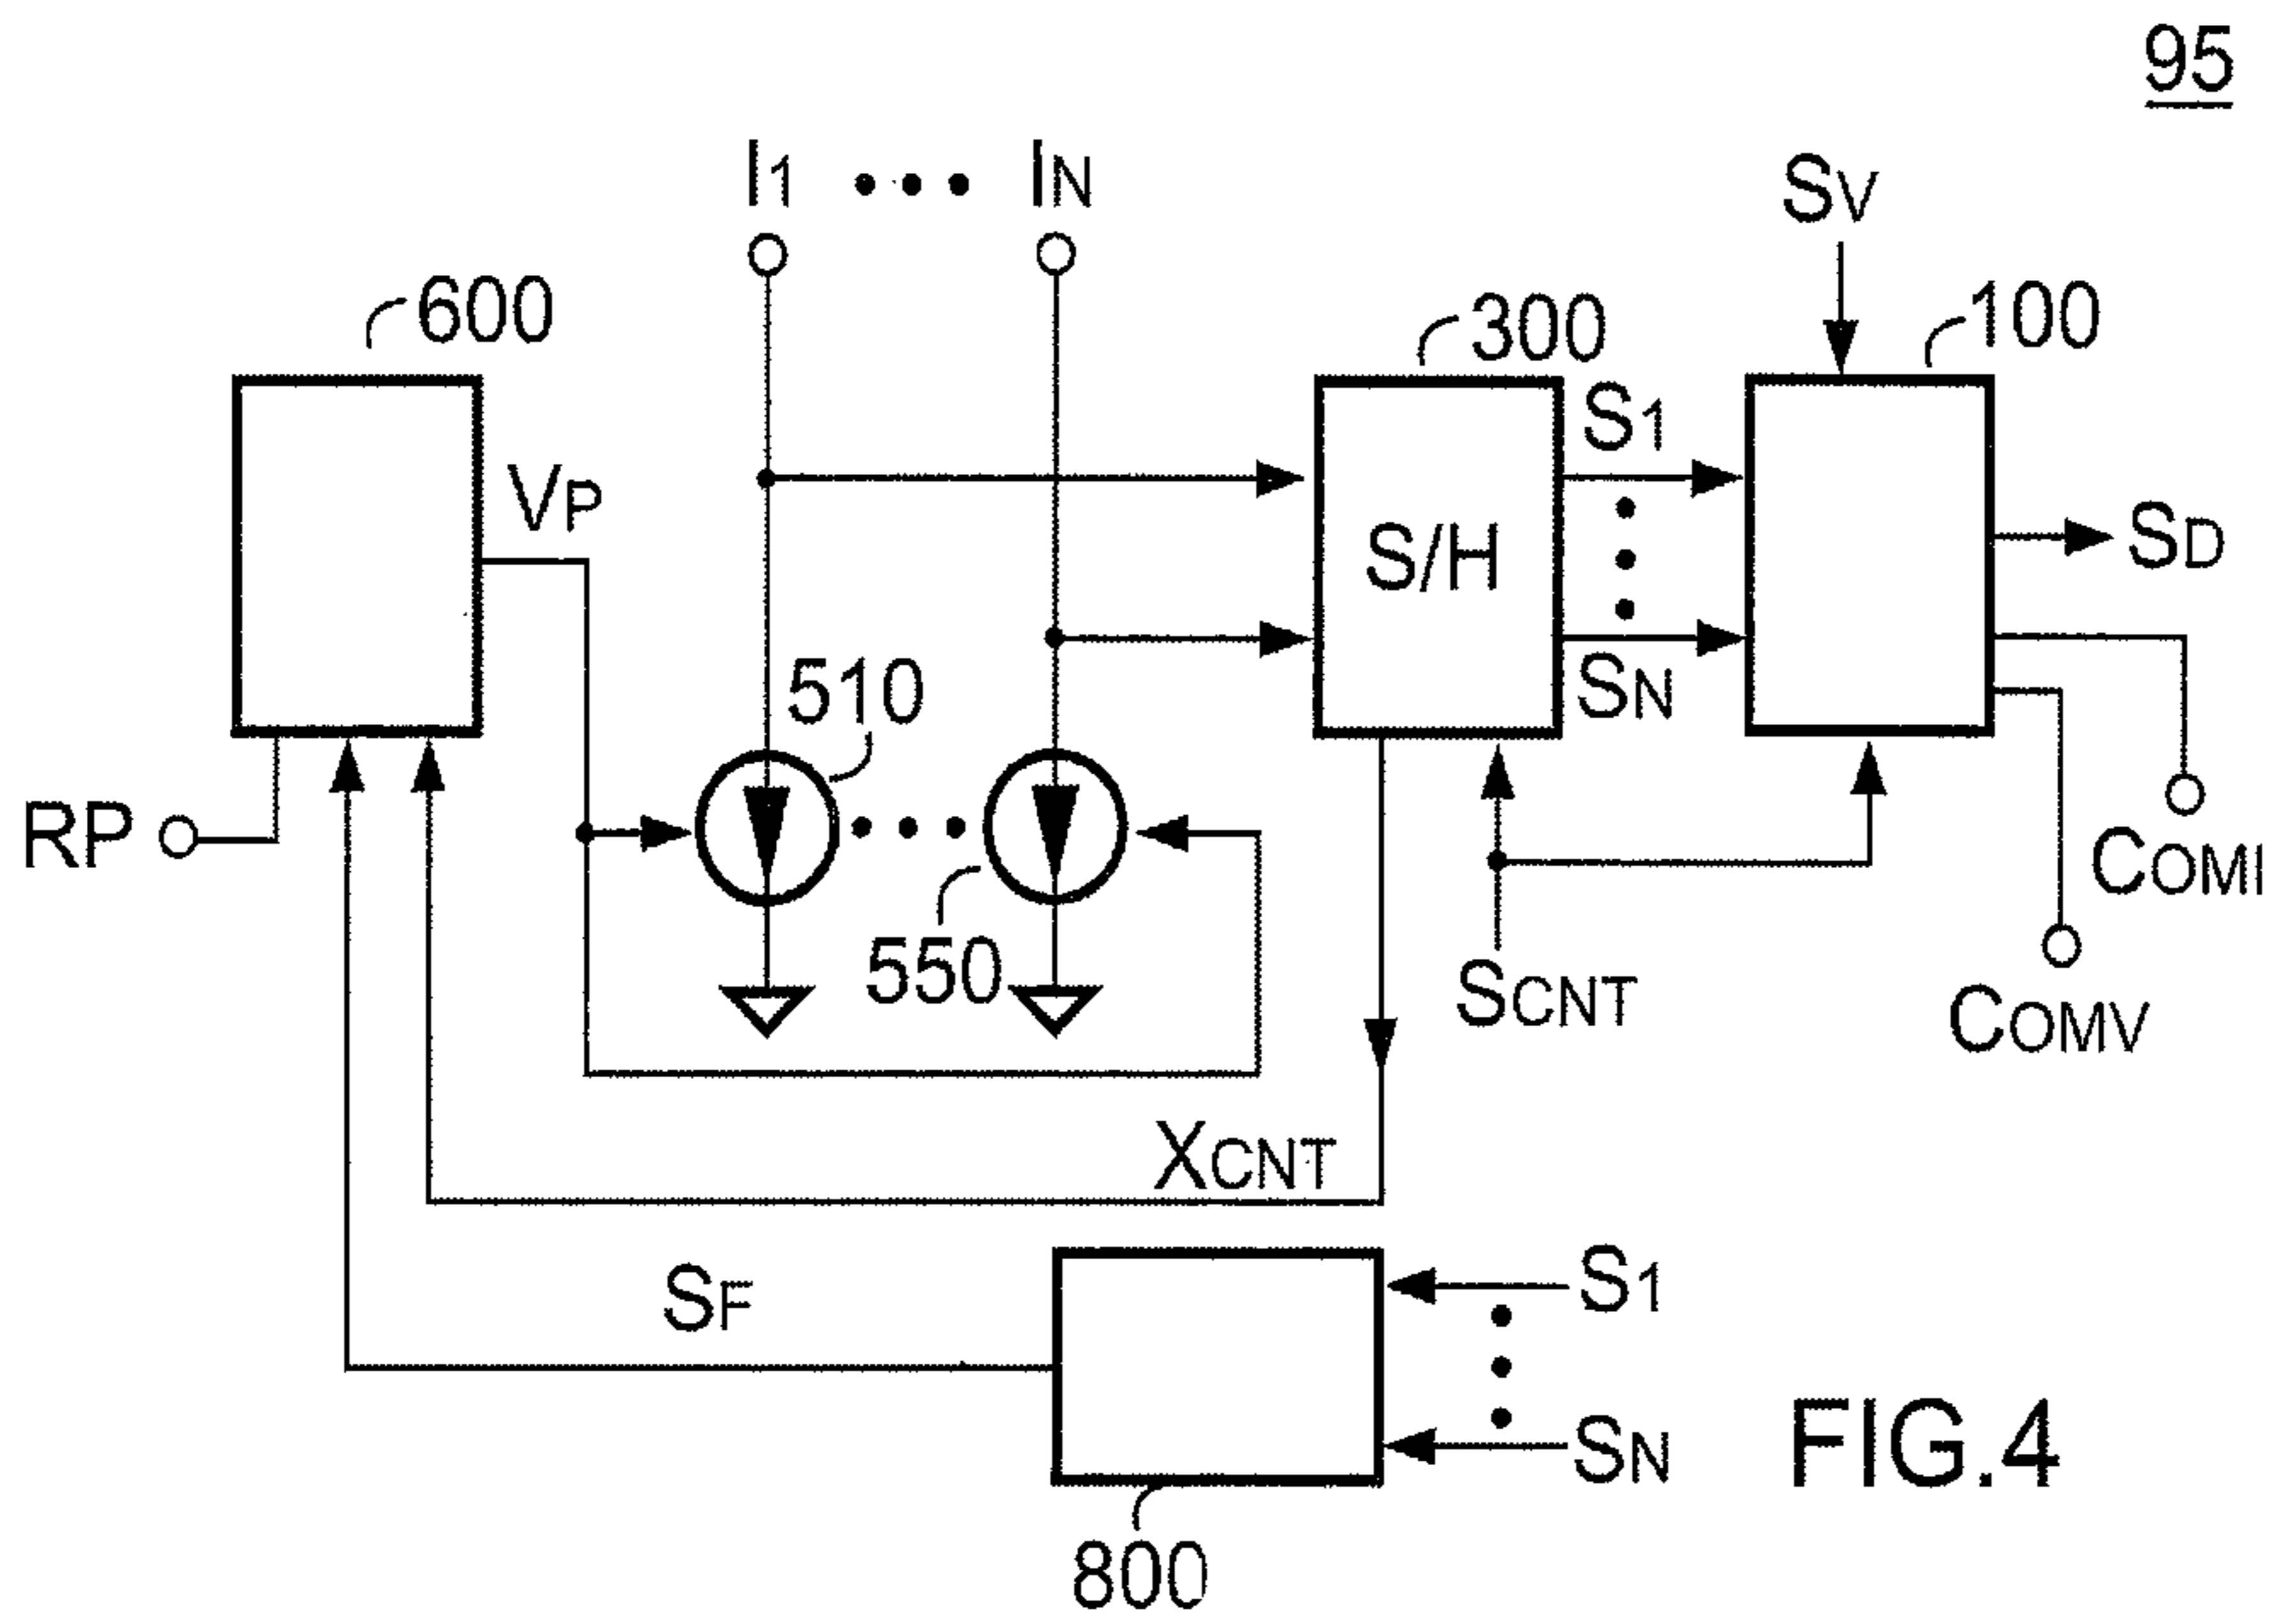 95
I1 ••• IN
SV
600
300
100
S1
VP
S/H
SD
SN
510
RP
COMI
550
SCNT
COMV
XCNT
SF
S1
SN
FIG.4
800